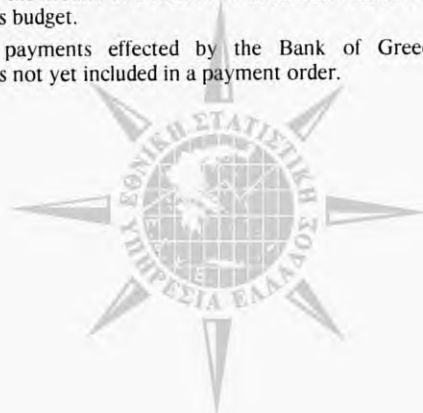 s budget.
payments effected by the Bank of Gree
s not yet included in a payment order.
ΕΘΝΙΚΗ ΣΤΑΤΙΣΤΙΚΗ
ΥΠΗΡΕΣΙΑ ΕΛΛΑΔΟΣ